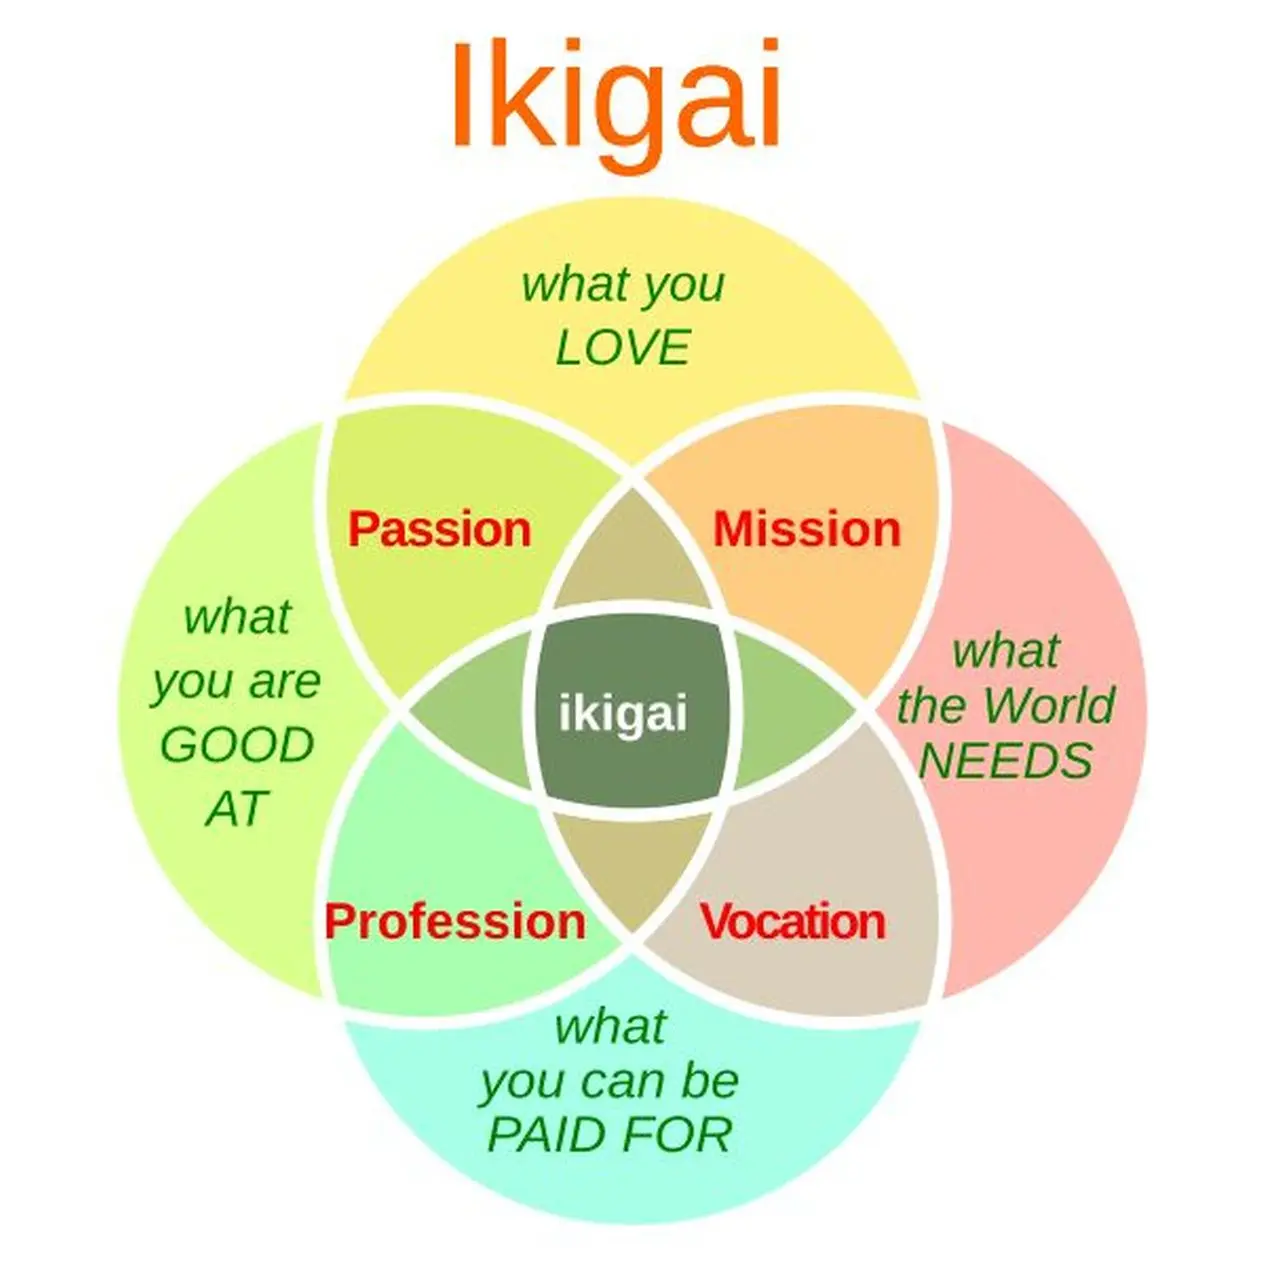 Ikigai
what you
LOVE
Passion
Mission
what
you are
GOOD
AT
ikigai
what
the World
NEEDS
Profession
Vocation
what
you can be
PAID FOR